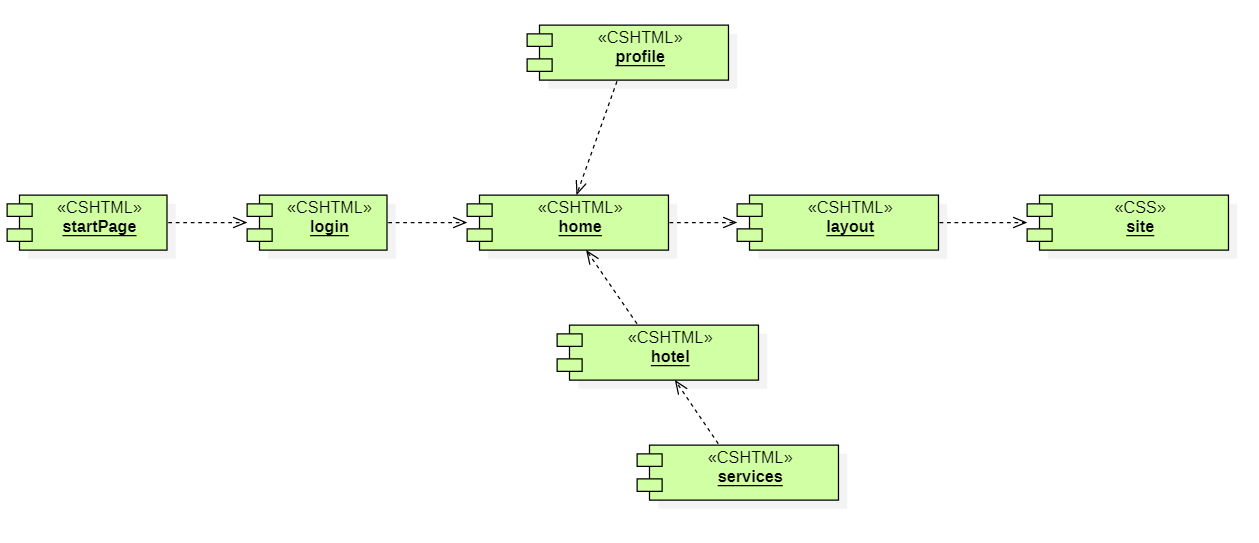 «CSHTML»
profile
«CSHTML»
startPage
«CSHTML»
login
«CSHTML»
home
«CSHTML»
layout
«CSS»
site
«CSHTML»
hotel
«CSHTML»
services